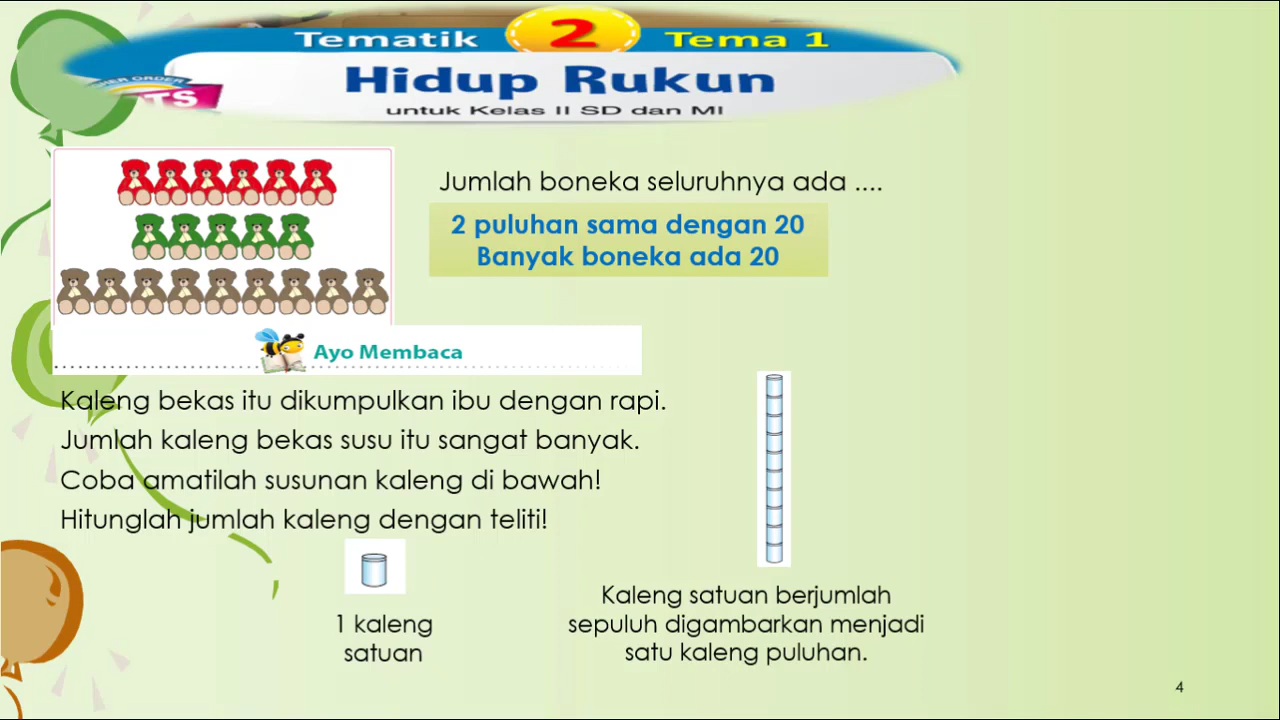 Tematik 2 Tema 1
Hidup Rukun
untuk Kelas II SD dan MI
Jumlah boneka seluruhnya ada ....
2 puluhan sama dengan 20
Banyak boneka ada 20
Ayo Membaca
Kaleng bekas itu dikumpulkan ibu dengan rapi.
Jumlah kaleng bekas susu itu sangat banyak.
Coba amatilah susunan kaleng di bawah!
Hitunglah jumlah kaleng dengan teliti!
1 kaleng
satuan
Kaleng satuan berjumlah
sepuluh digambarkan menjadi
satu kaleng puluhan.
4